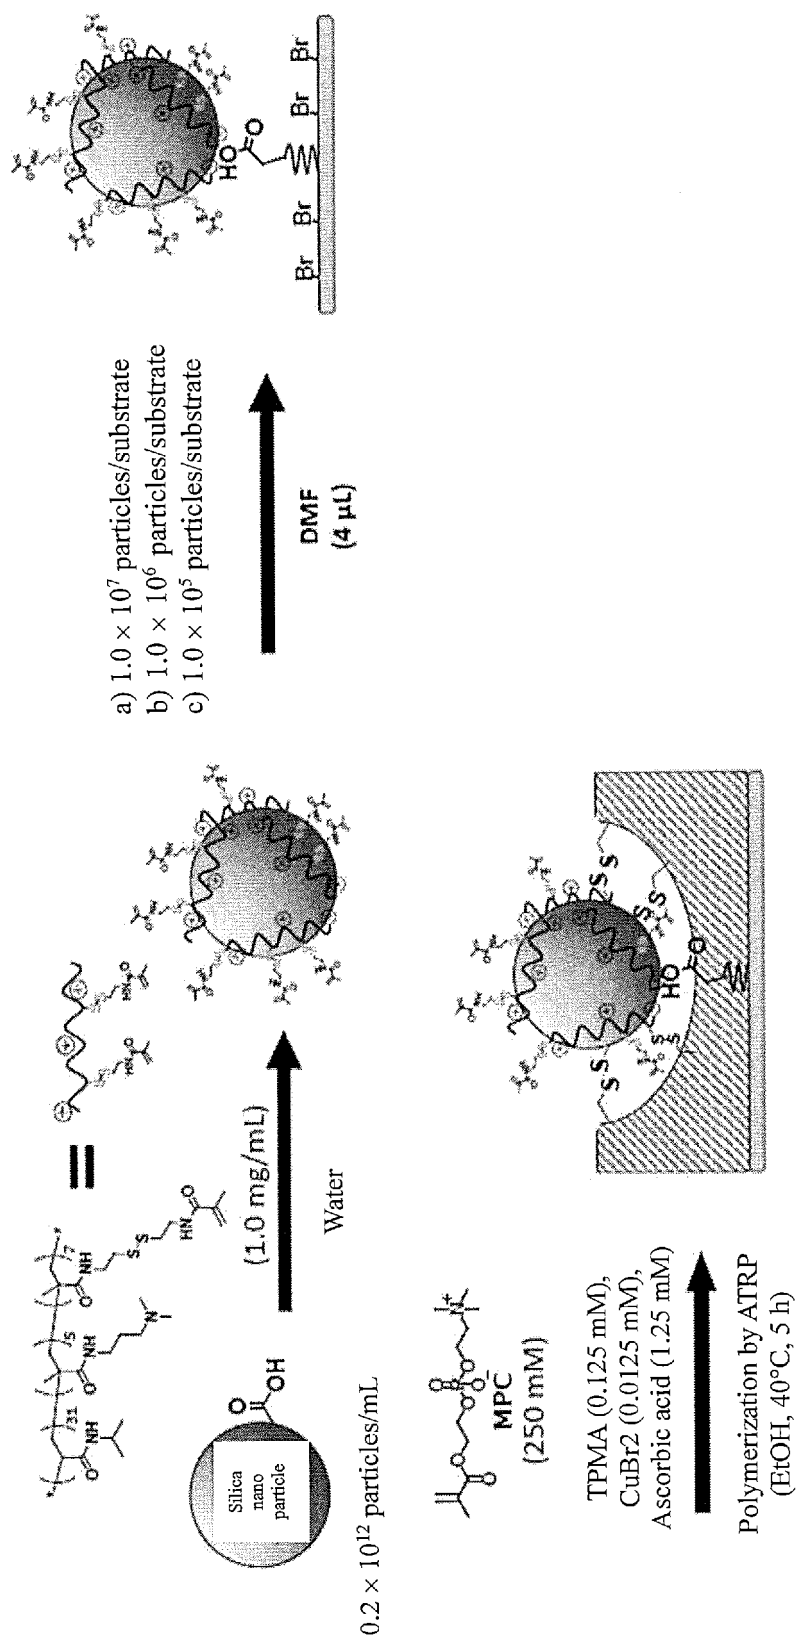 * 31 5 7 *
O NH O NH O NH
N
S-S
HN O
=
HN O HN O
Silica
nano
particle
O
OH
0.2 × 10¹² particles/mL
(1.0 mg/mL)
Water
a) 1.0 × 10⁷ particles/substrate
b) 1.0 × 10⁶ particles/substrate
c) 1.0 × 10⁵ particles/substrate
DMF
(4 µL)
HO O
Br Br Br Br
MPC
(250 mM)
TPMA (0.125 mM),
CuBr2 (0.0125 mM),
Ascorbic acid (1.25 mM)
Polymerization by ATRP
(EtOH, 40°C, 5 h)
S-S S S S S S S
HO O